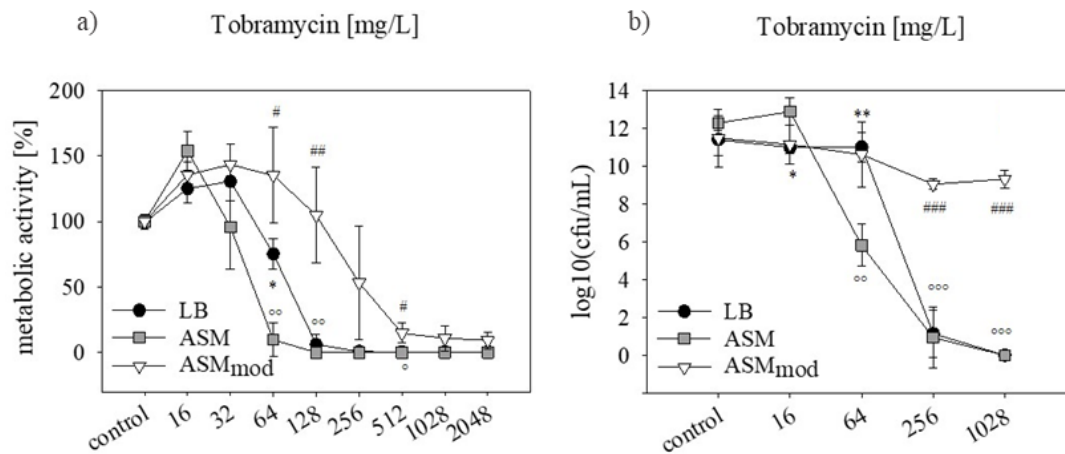 a) Tobramycin [mg/L]
metabolic activity [%]
200
150
100
50
0
#
##
#
*
°°
°°
°
LB
ASM
ASMmod
control 16 32 64 128 256 512 1028 2048
b) Tobramycin [mg/L]
log10(cfu/mL)
14
12
10
8
6
4
2
0
**
*
###
###
°°
°°°
°°°
LB
ASM
ASMmod
control 16 64 256 1028